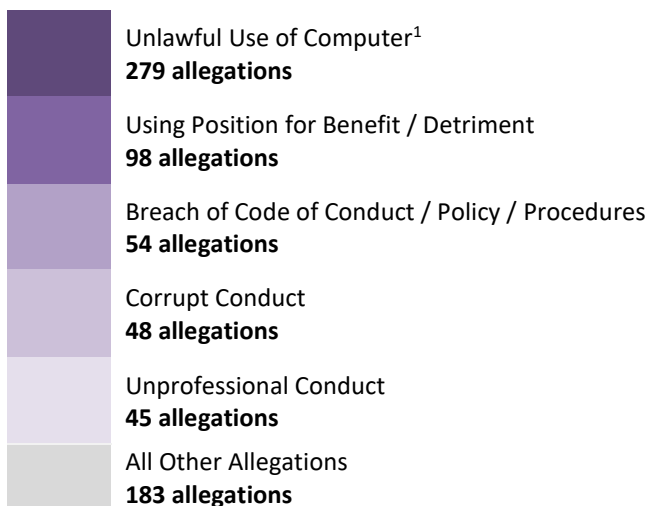 Unlawful Use of Computer¹
279 allegations
Using Position for Benefit / Detriment
98 allegations
Breach of Code of Conduct / Policy / Procedures
54 allegations
Corrupt Conduct
48 allegations
Unprofessional Conduct
45 allegations
All Other Allegations
183 allegations